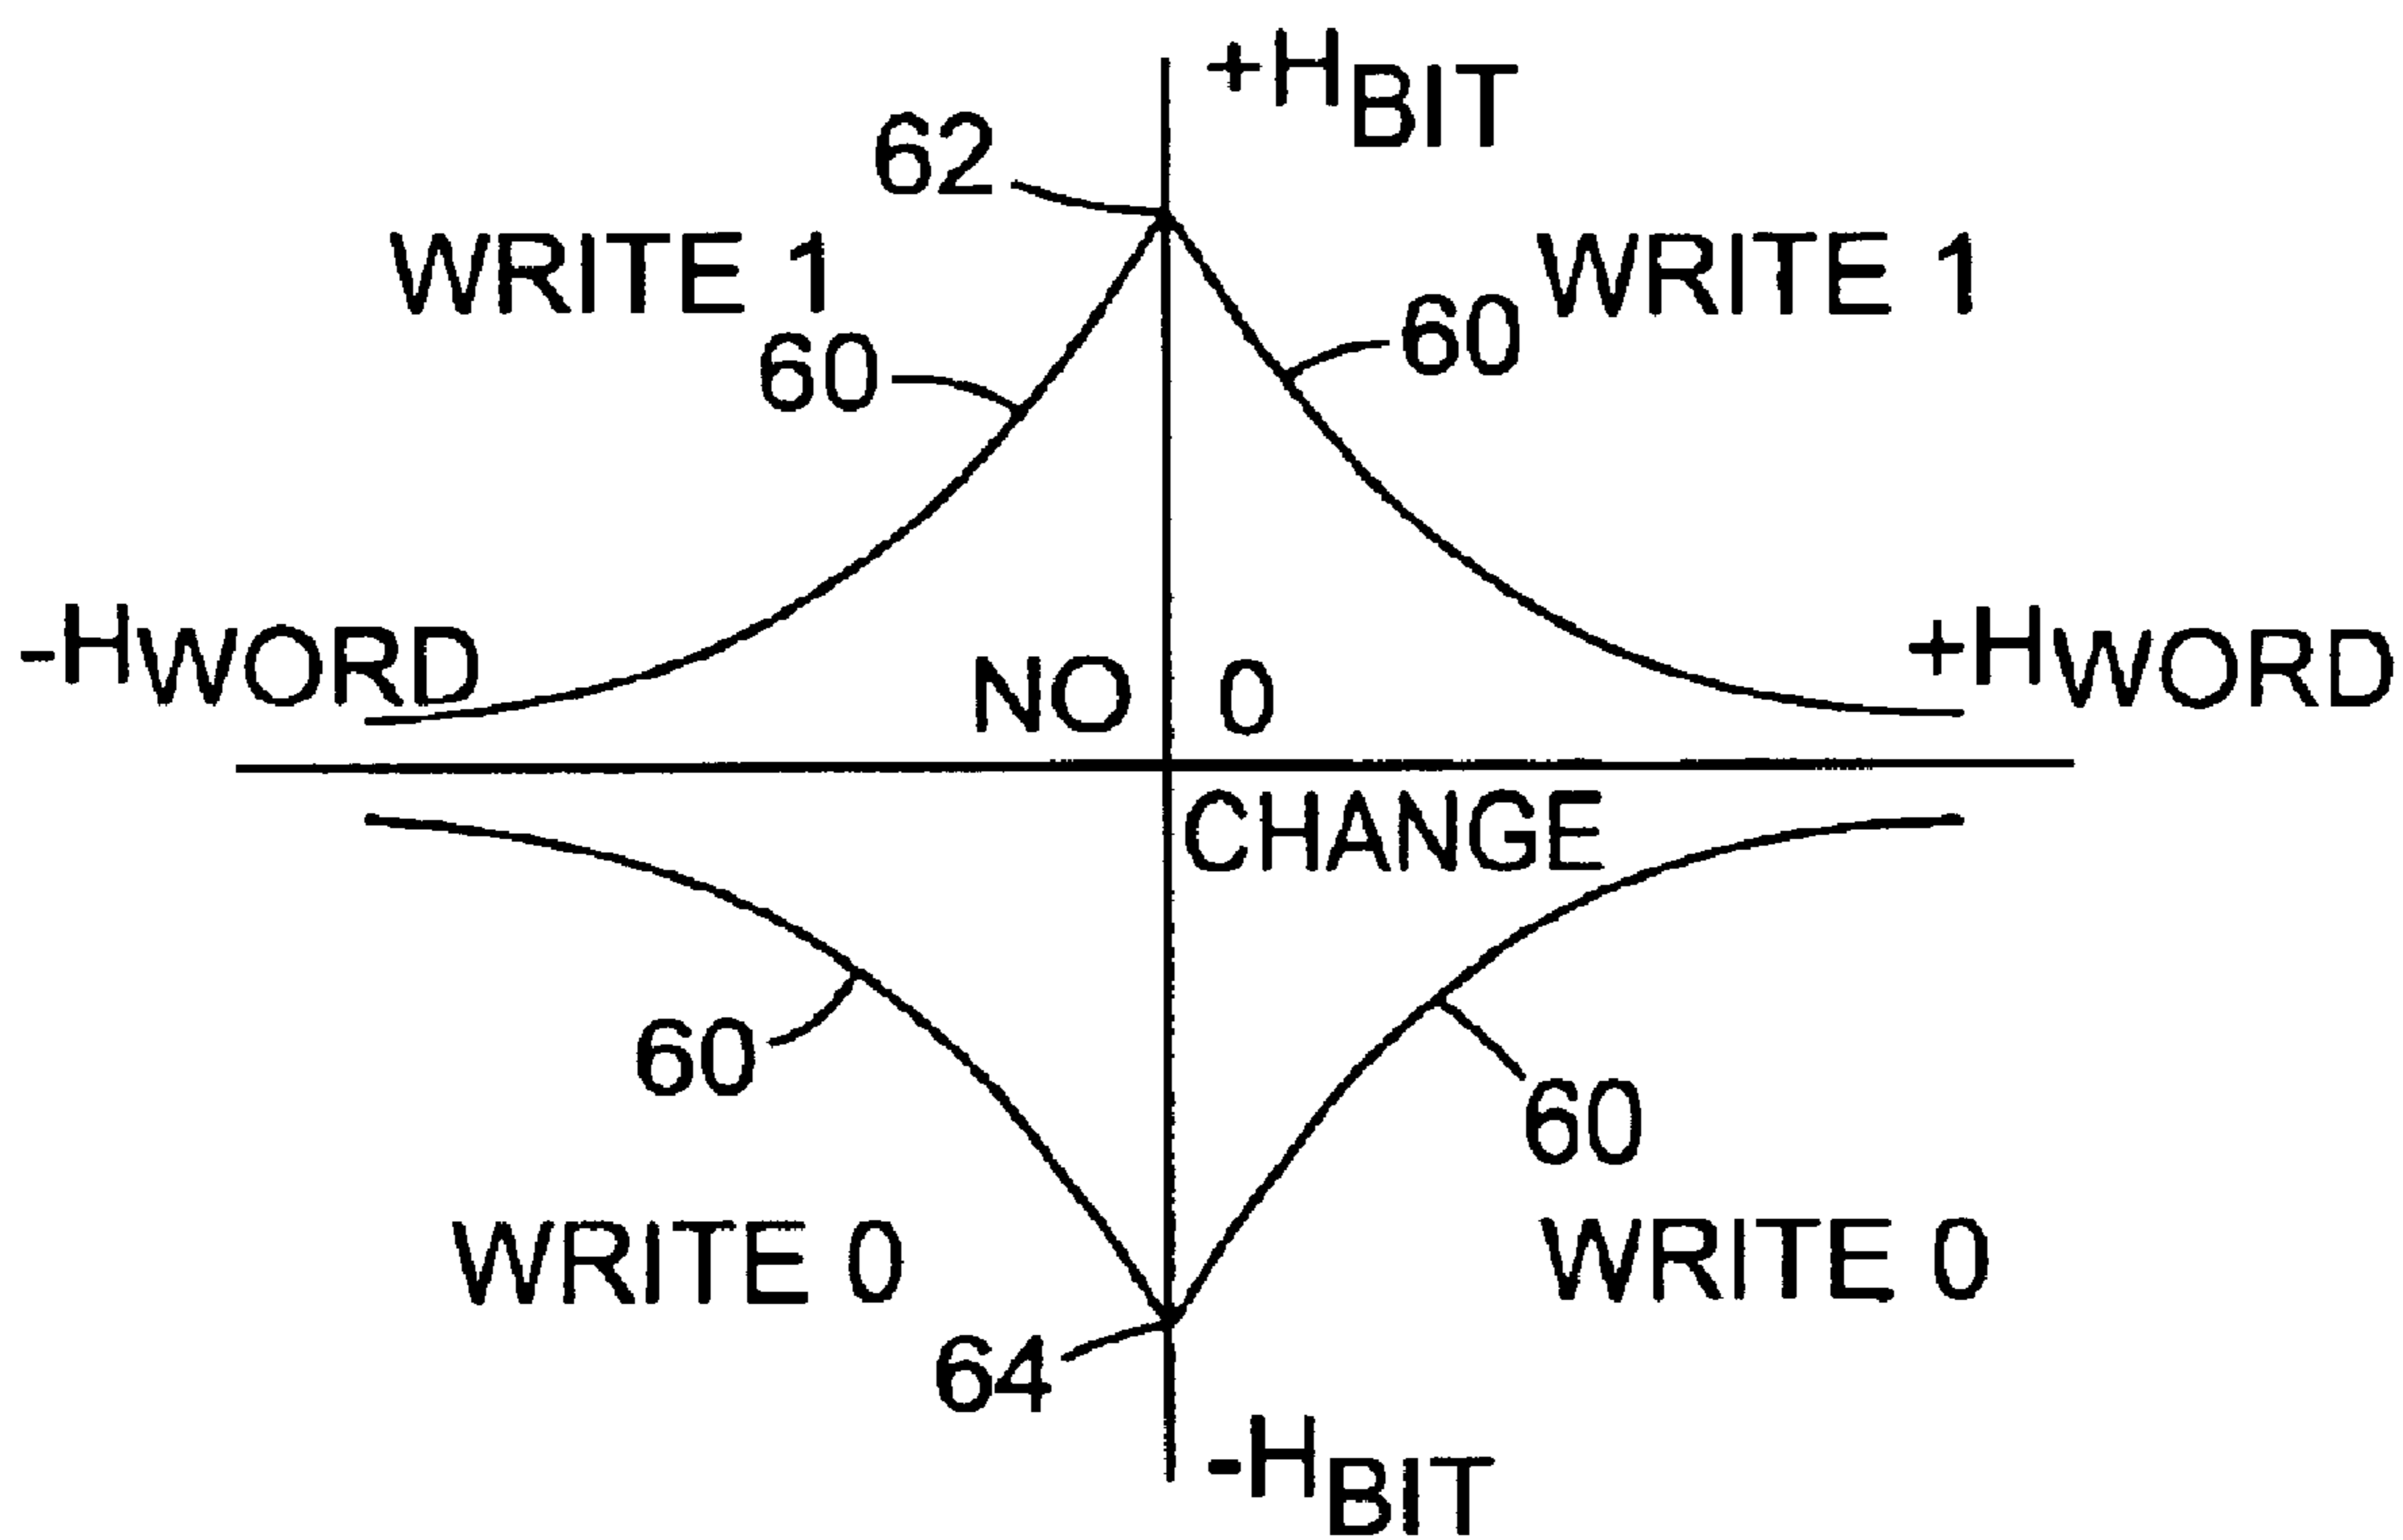 +HBIT
62
WRITE 1
WRITE 1
60
60
-HWORD
+HWORD
NO 0
CHANGE
60
60
WRITE 0
WRITE 0
64
-HBIT